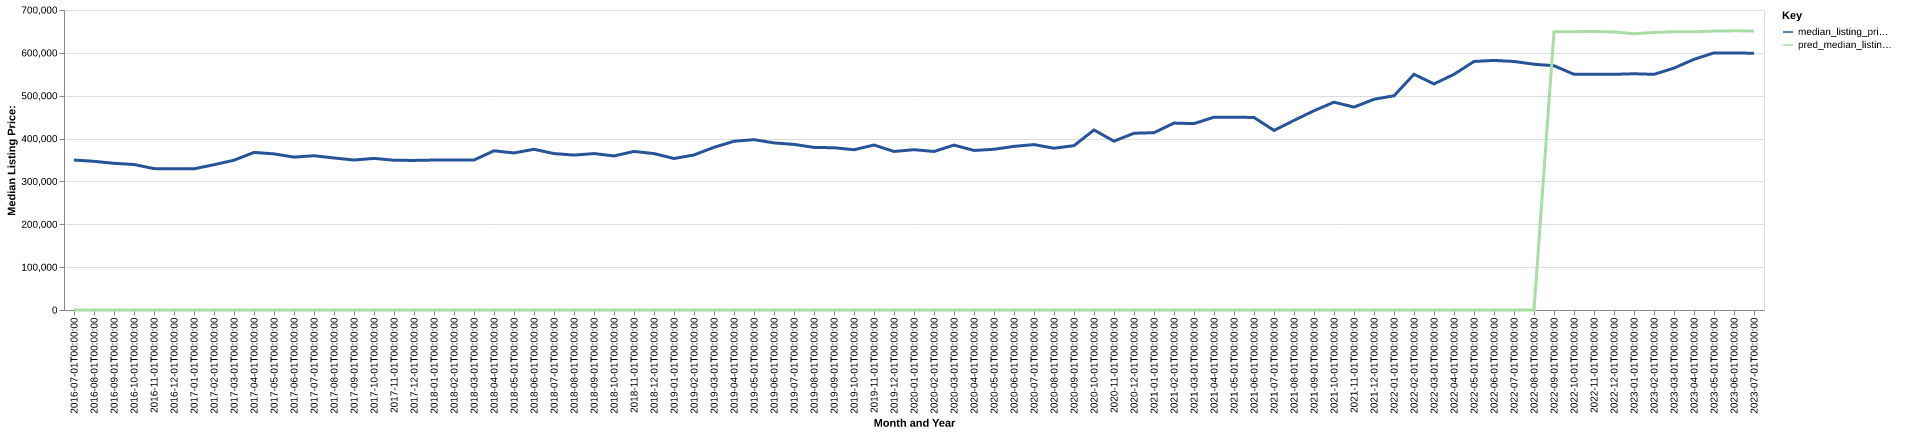 700,000
600,000
500,000
400,000
300,000
200,000
100,000
0
Median Listing Price:
2016-07-01T00:00:00
2016-08-01T00:00:00
2016-09-01T00:00:00
2016-10-01T00:00:00
2016-11-01T00:00:00
2016-12-01T00:00:00
2017-01-01T00:00:00
2017-02-01T00:00:00
2017-03-01T00:00:00
2017-04-01T00:00:00
2017-05-01T00:00:00
2017-06-01T00:00:00
2017-07-01T00:00:00
2017-08-01T00:00:00
2017-09-01T00:00:00
2017-10-01T00:00:00
2017-11-01T00:00:00
2017-12-01T00:00:00
2018-01-01T00:00:00
2018-02-01T00:00:00
2018-03-01T00:00:00
2018-04-01T00:00:00
2018-05-01T00:00:00
2018-06-01T00:00:00
2018-07-01T00:00:00
2018-08-01T00:00:00
2018-09-01T00:00:00
2018-10-01T00:00:00
2018-11-01T00:00:00
2018-12-01T00:00:00
2019-01-01T00:00:00
2019-02-01T00:00:00
2019-03-01T00:00:00
2019-04-01T00:00:00
2019-05-01T00:00:00
2019-06-01T00:00:00
2019-07-01T00:00:00
2019-08-01T00:00:00
2019-09-01T00:00:00
2019-10-01T00:00:00
2019-11-01T00:00:00
2019-12-01T00:00:00
2020-01-01T00:00:00
2020-02-01T00:00:00
2020-03-01T00:00:00
2020-04-01T00:00:00
2020-05-01T00:00:00
2020-06-01T00:00:00
2020-07-01T00:00:00
2020-08-01T00:00:00
2020-09-01T00:00:00
2020-10-01T00:00:00
2020-11-01T00:00:00
2020-12-01T00:00:00
2021-01-01T00:00:00
2021-02-01T00:00:00
2021-03-01T00:00:00
2021-04-01T00:00:00
2021-05-01T00:00:00
2021-06-01T00:00:00
2021-07-01T00:00:00
2021-08-01T00:00:00
2021-09-01T00:00:00
2021-10-01T00:00:00
2021-11-01T00:00:00
2021-12-01T00:00:00
2022-01-01T00:00:00
2022-02-01T00:00:00
2022-03-01T00:00:00
2022-04-01T00:00:00
2022-05-01T00:00:00
2022-06-01T00:00:00
2022-07-01T00:00:00
2022-08-01T00:00:00
2022-09-01T00:00:00
2022-10-01T00:00:00
2022-11-01T00:00:00
2022-12-01T00:00:00
2023-01-01T00:00:00
2023-02-01T00:00:00
2023-03-01T00:00:00
2023-04-01T00:00:00
2023-05-01T00:00:00
2023-06-01T00:00:00
2023-07-01T00:00:00
Month and Year
Key
median_listing_pri…
pred_median_listin…